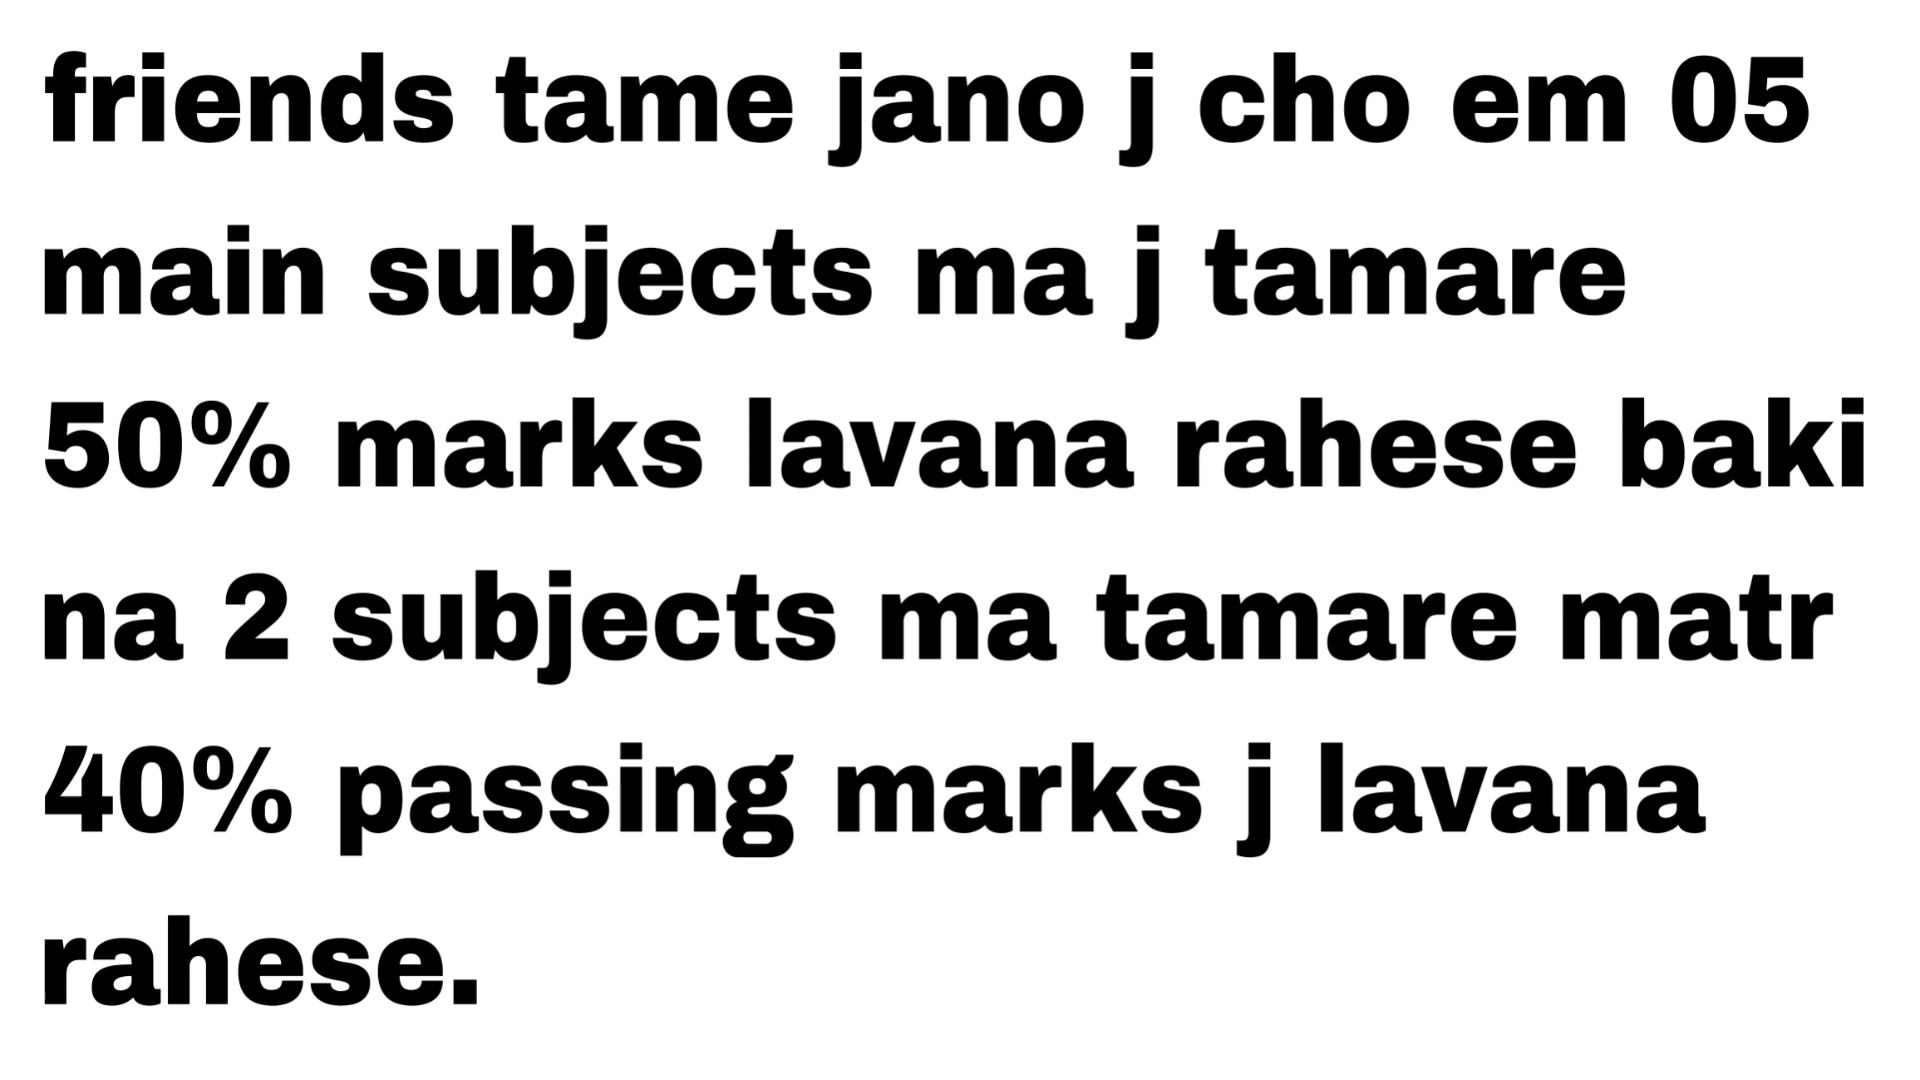 friends tame jano j cho em 05
main subjects ma j tamare
50% marks lavana rahese baki
na 2 subjects ma tamare matr
40% passing marks j lavana
rahese.